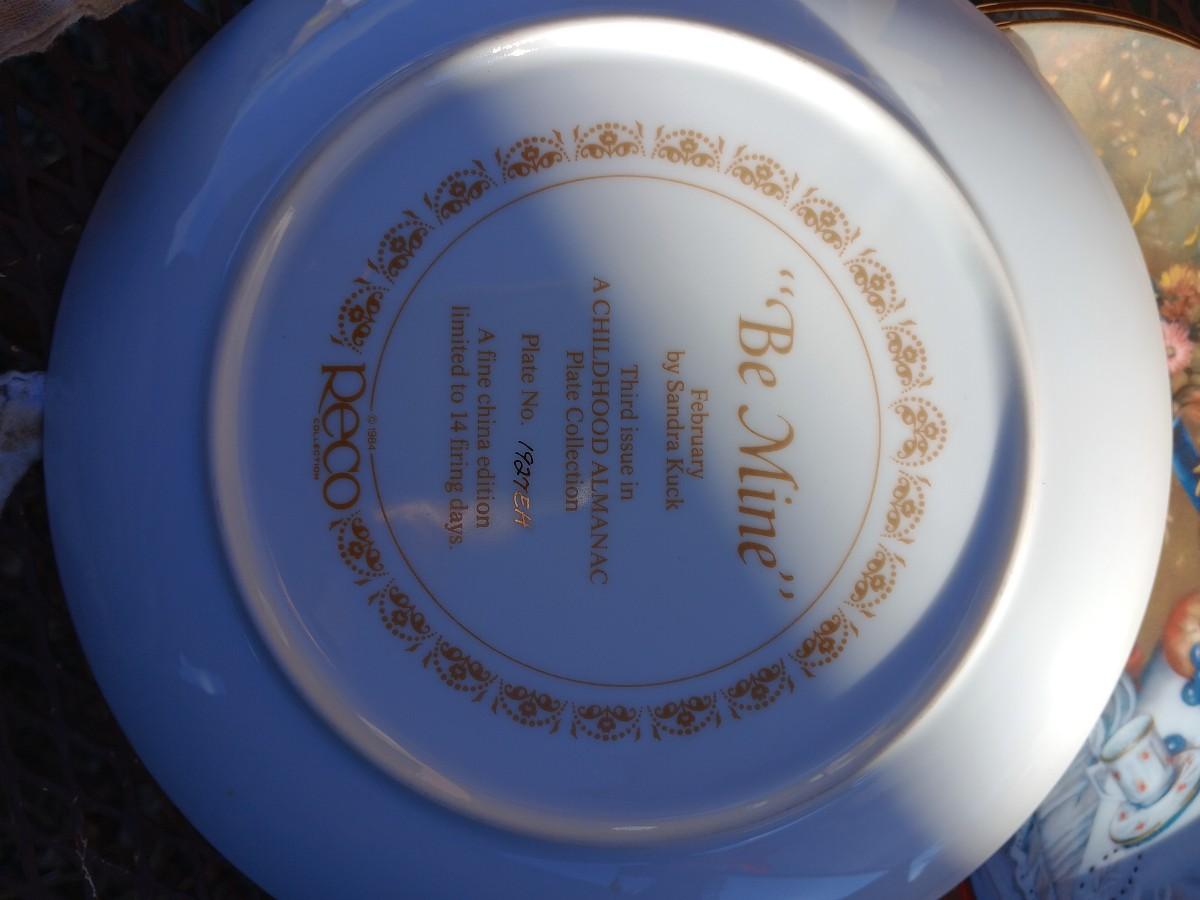 "Be Mine"
February
by Sandra Kuck
Third issue in
A CHILDHOOD ALMANAC
Plate Collection
Plate No. 1927EH
A fine china edition
limited to 14 firing days.
© 1984
Reco
COLLECTION